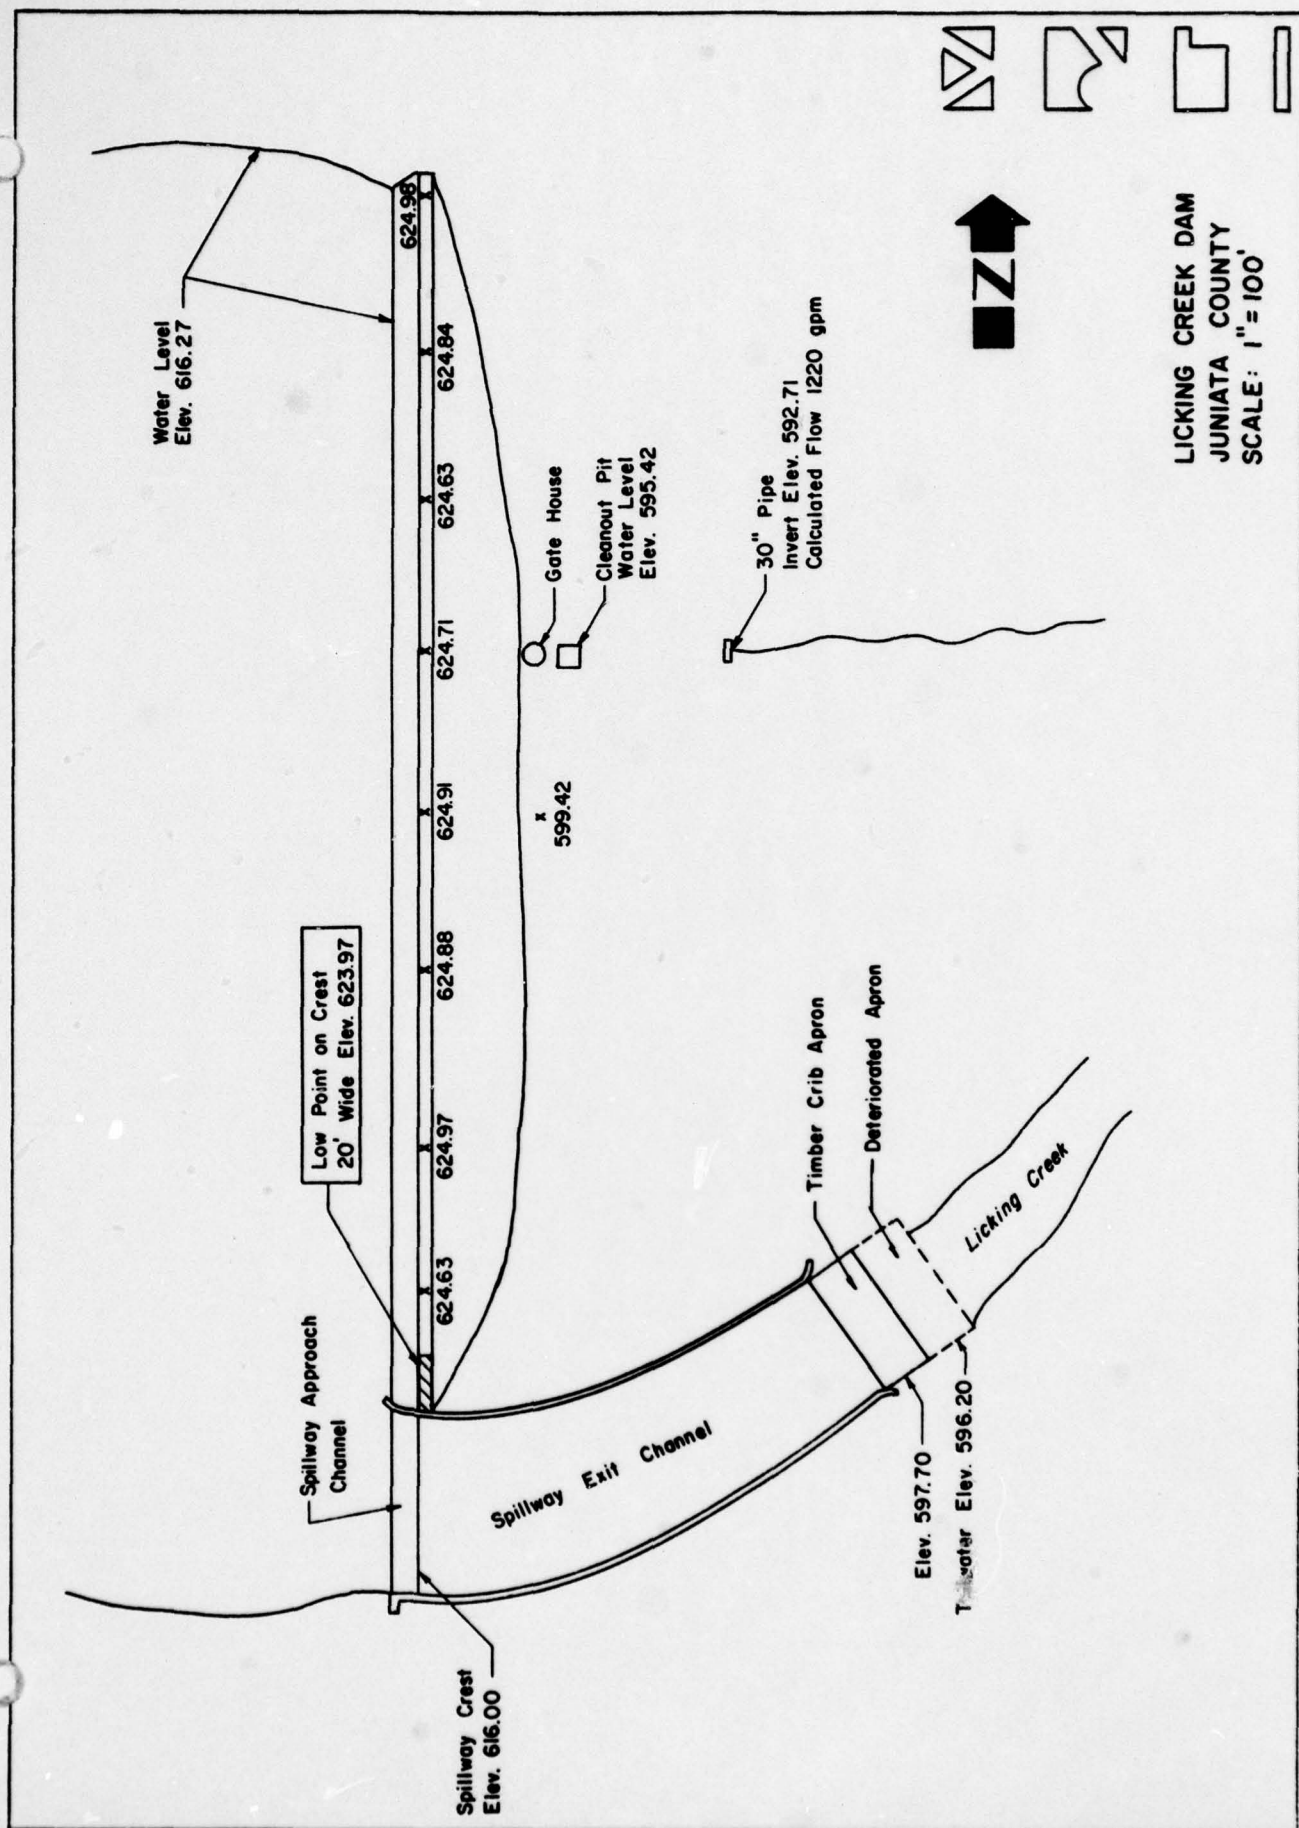 Water Level
Elev. 616.27
624.98
624.84
624.63
624.71
624.91
624.88
624.97
624.63
Low Point on Crest
20' Wide Elev. 623.97
Spillway Approach
Channel
Spillway Crest
Elev. 616.00
Spillway Exit Channel
Gate House
Cleanout Pit
Water Level
Elev. 595.42
599.42
30" Pipe
Invert Elev. 592.71
Calculated Flow 1220 gpm
Timber Crib Apron
Deteriorated Apron
Licking Creek
Elev. 597.70
Tailwater Elev. 596.20
N
LICKING CREEK DAM
JUNIATA COUNTY
SCALE: 1" = 100'